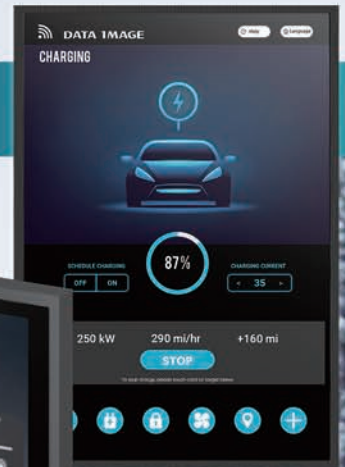 DATA IMAGE
Help
Language
CHARGING
SCHEDULE CHARGING
OFF ON
87%
CHARGING CURRENT
< 35 >
250 kW 290 mi/hr +160 mi
STOP